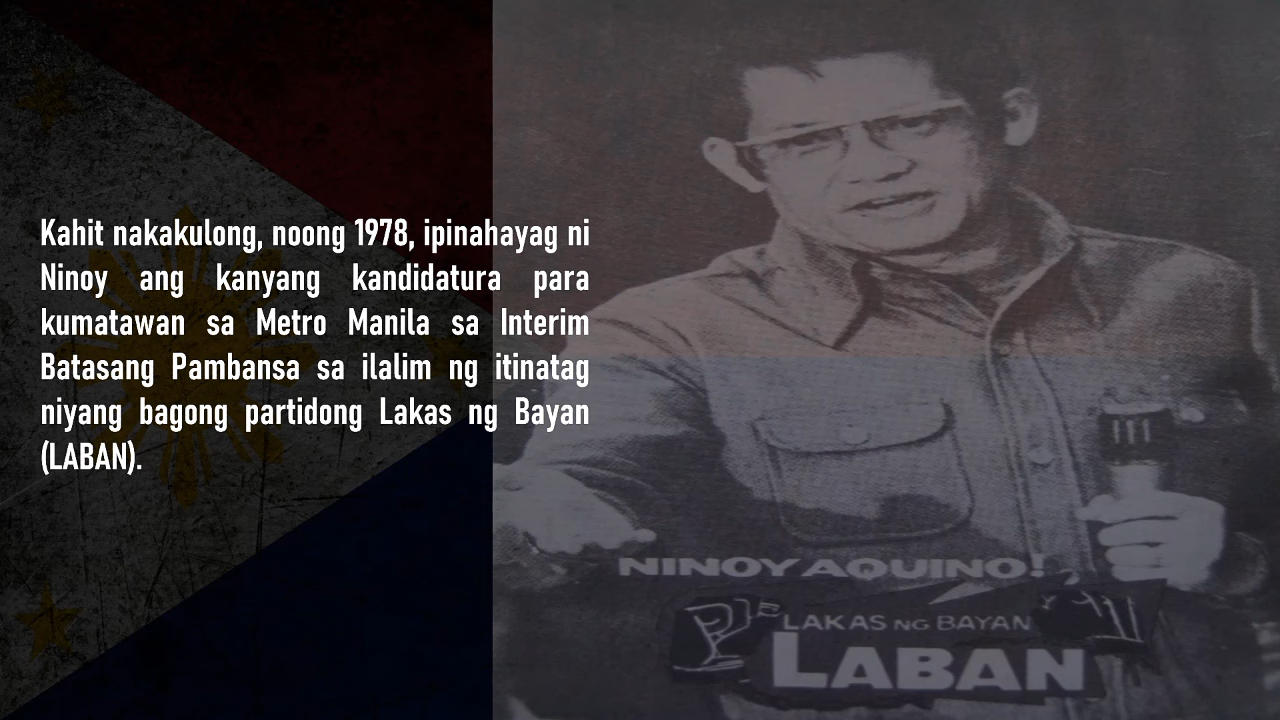 Kahit nakakulong, noong 1978, ipinahayag ni
Ninoy ang kanyang kandidatura para
kumatawan sa Metro Manila sa Interim
Batasang Pambansa sa ilalim ng itinatag
niyang bagong partidong Lakas ng Bayan
(LABAN).
NINOY AQUINO!
LAKAS NG BAYAN
LABAN